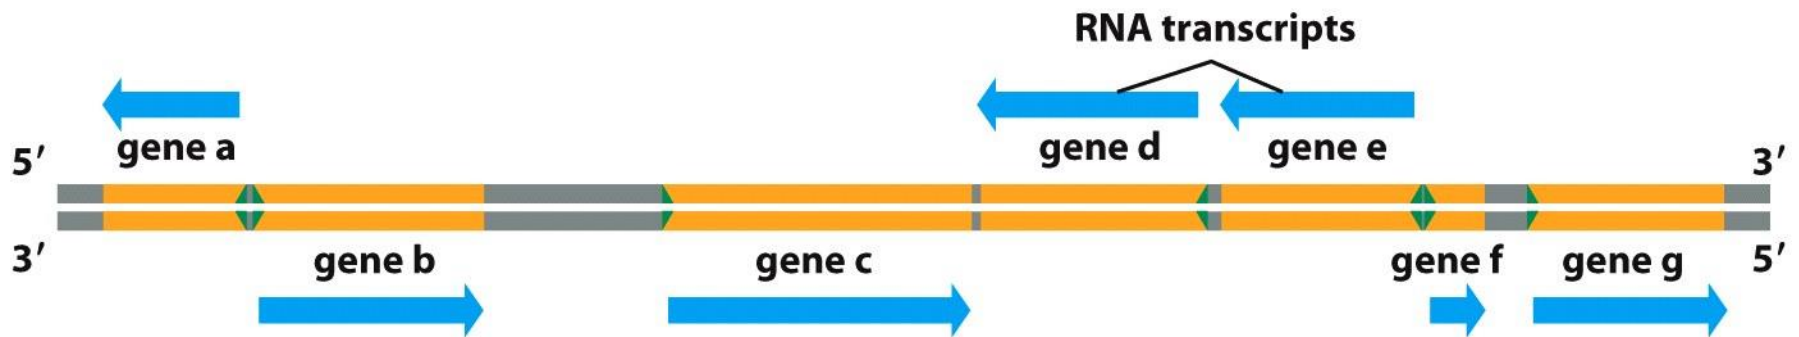 RNA transcripts
gene a
gene d
gene e
5′
3′
3′
5′
gene b
gene c
gene f
gene g